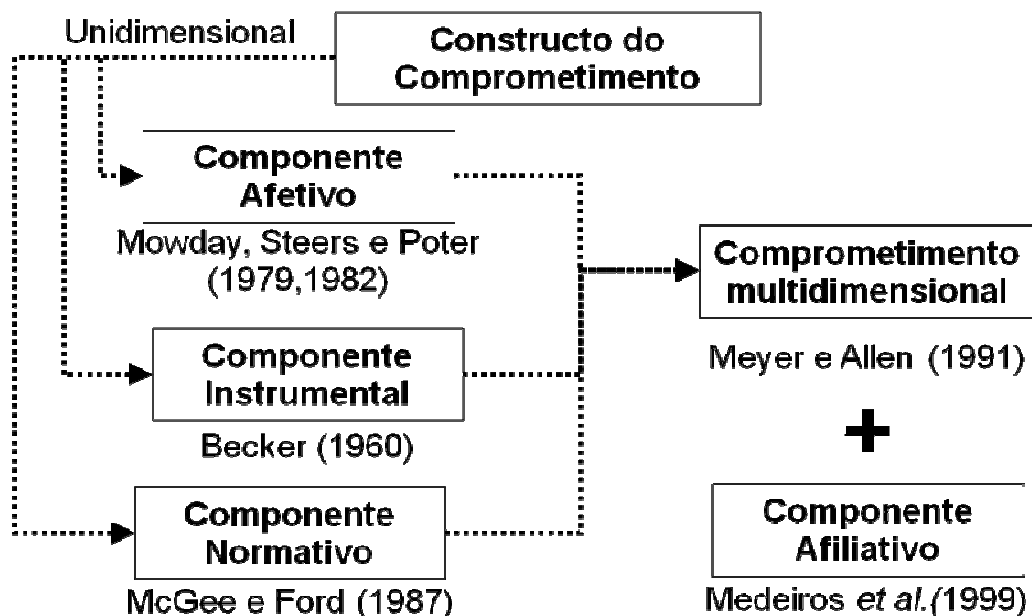 Unidimensional
Constructo do
Comprometimento
Componente
Afetivo
Mowday, Steers e Poter
(1979,1982)
Componente
Instrumental
Becker (1960)
Componente
Normativo
McGee e Ford (1987)
Comprometimento
multidimensional
Meyer e Allen (1991)
+
Componente
Afiliativo
Medeiros et al.(1999)